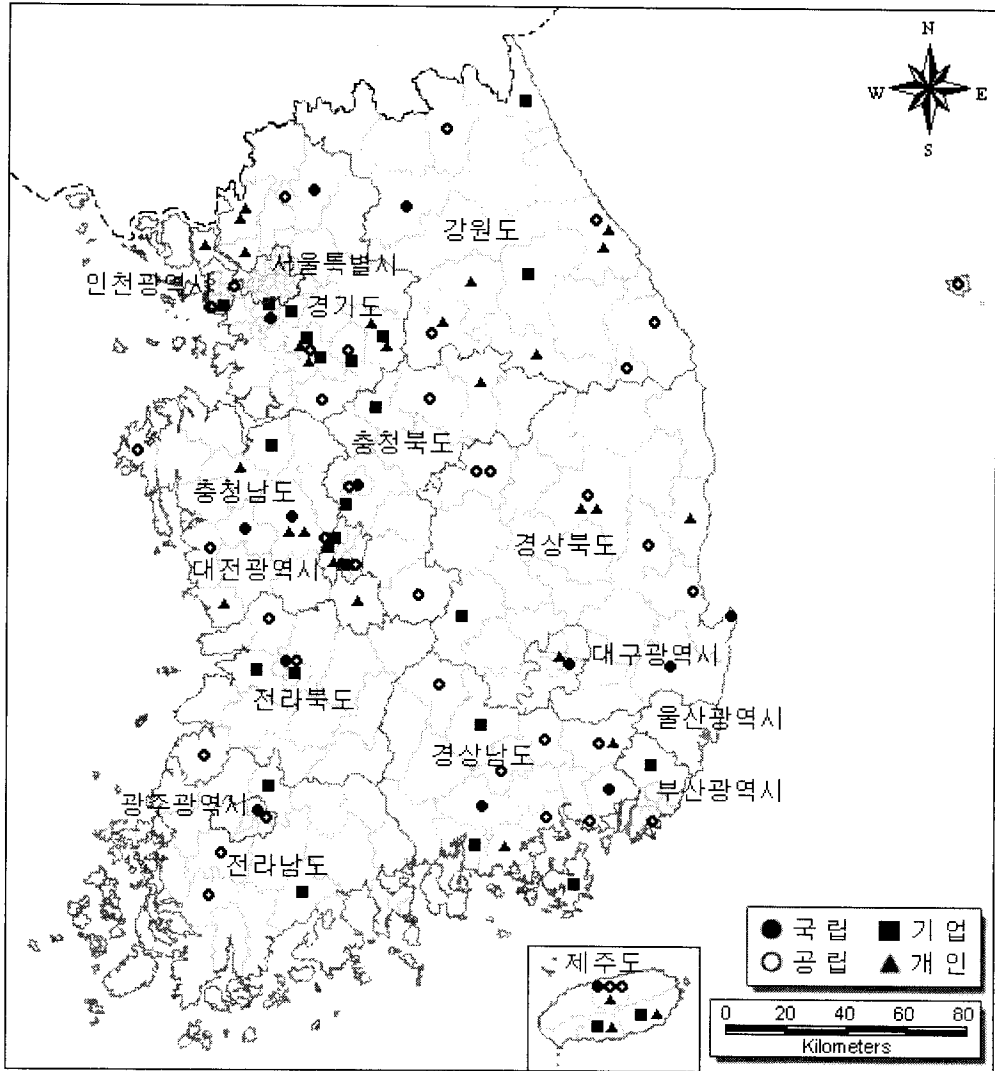 N
W E
S
강원도
서울특별시
인천광역시
경기도
충청북도
충청남도
경상북도
대전광역시
대구광역시
전라북도
울산광역시
경상남도
부산광역시
광주광역시
전라남도
제주도
국립 기업
공립 개인
0 20 40 60 80
Kilometers